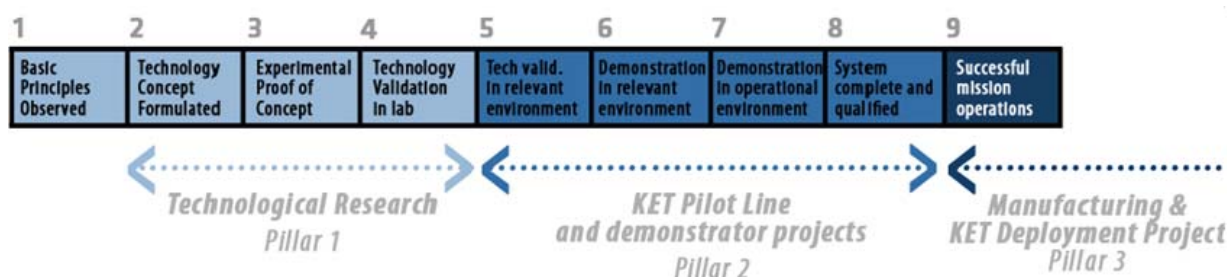 1 2 3 4 5 6 7 8 9
Basic
Principles
Observed
Technology
Concept
Formulated
Experimental
Proof of
Concept
Technology
Validation
in lab
Tech valid.
in relevant
environment
Demonstration
in relevant
environment
Demonstration
in operational
environment
System
complete and
qualified
Successful
mission
operations
Technological Research
Pillar 1
KET Pilot Line
and demonstrator projects
Pillar 2
Manufacturing &
KET Deployment Project
Pillar 3